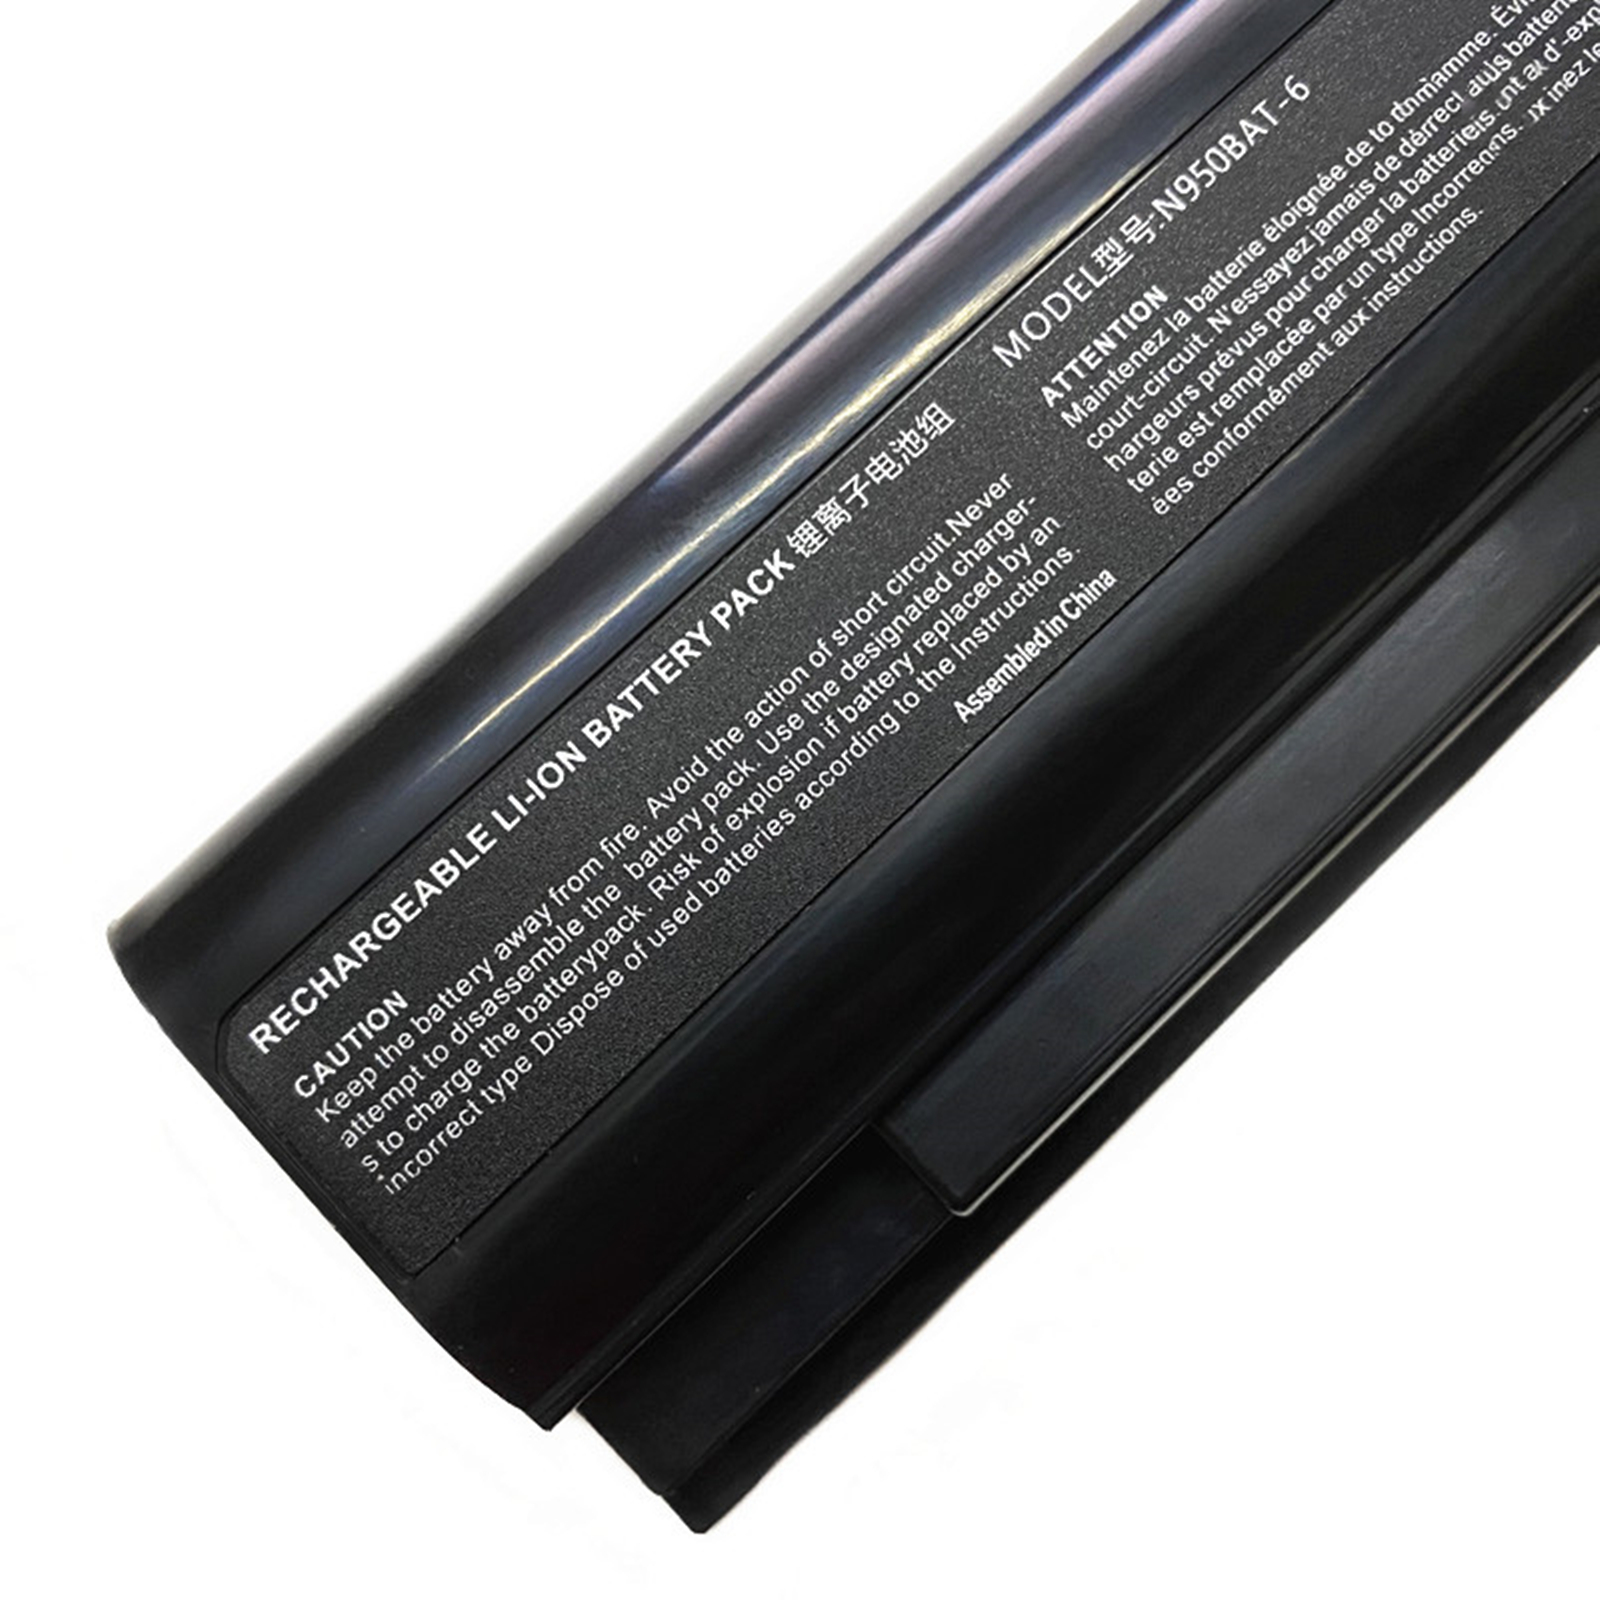 RECHARGEABLE LI-ION BATTERY PACK 锂离子电池组
MODEL型号:N950BAT-6
CAUTION
Keep the battery away from fire. Avoid the action of short circuit.Never
attempt to disassemble the battery pack. Use the designated charger-
s to charge the batterypack. Risk of explosion if battery replaced by an
incorrect type Dispose of used batteries according to the Instructions.
Assembled in China
ATTENTION
Maintenez la batterie éloignée de to
court-circuit. N'essayez jamais de
hargeurs prévus pour charger la
terie est remplacée par un type Incorre
ées conformément aux instructions.